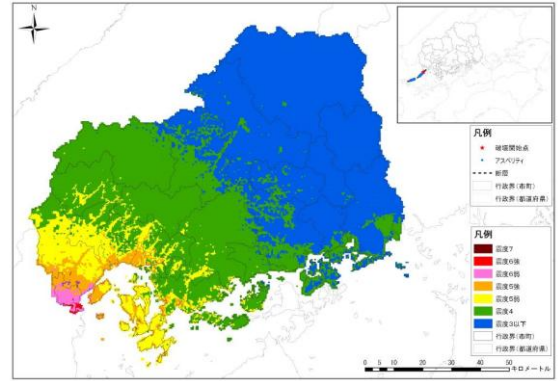 N
凡例
破壊開始点
アスペリティ
断層
行政界(市町)
行政界(都道府県)
凡例
震度7
震度6強
震度6弱
震度5強
震度5弱
震度4
震度3以下
行政界(市町)
行政界(都道府県)
0 5 10 20 30 40 50
キロメートル